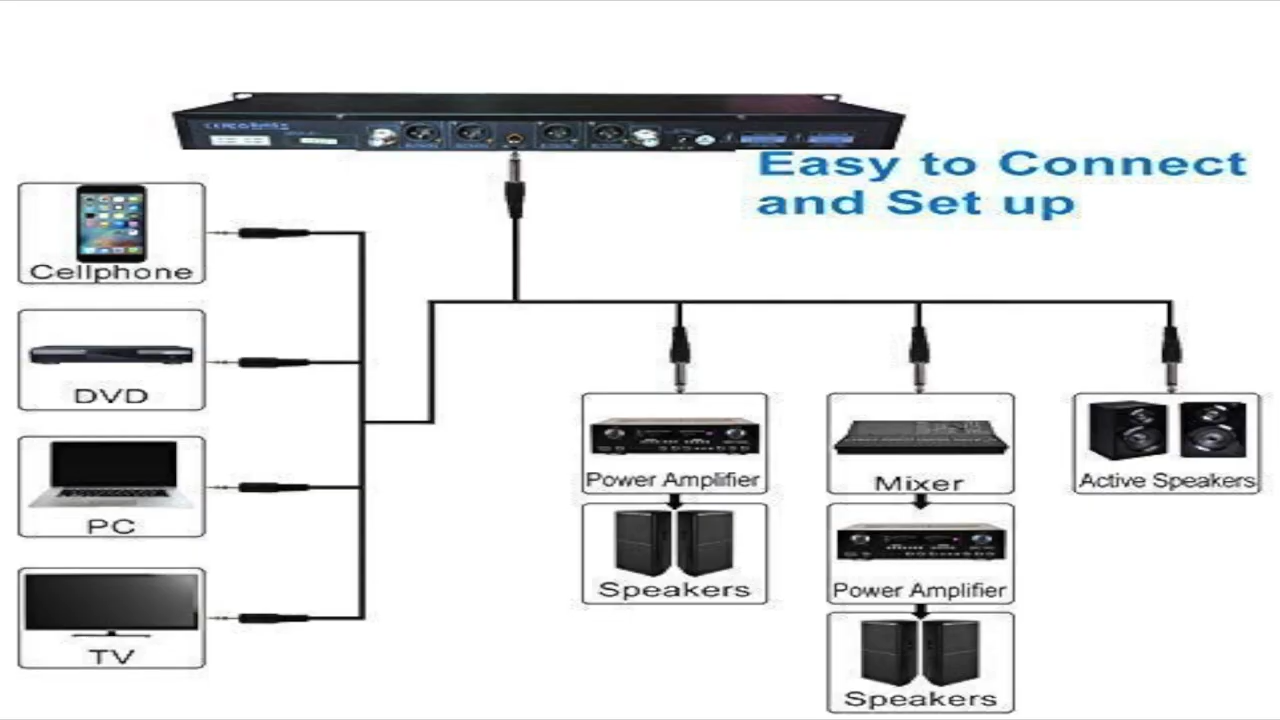 Easy to Connect
and Set up
Cellphone
DVD
PC
TV
Power Amplifier
Speakers
Mixer
Power Amplifier
Speakers
Active Speakers